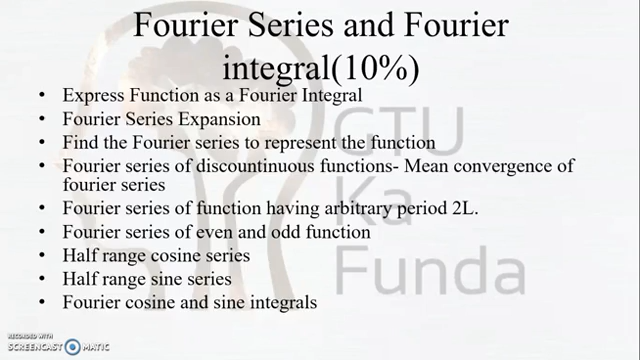 Fourier Series and Fourier
integral(10%)
• Express Function as a Fourier Integral
• Fourier Series Expansion
• Find the Fourier series to represent the function
• Fourier series of discountinuous functions- Mean convergence of
fourier series
• Fourier series of function having arbitrary period 2L.
• Fourier series of even and odd function
• Half range cosine series
• Half range sine series
• Fourier cosine and sine integrals
GTU
Ka
Funda
RECORDED WITH
SCREENCAST MATIC